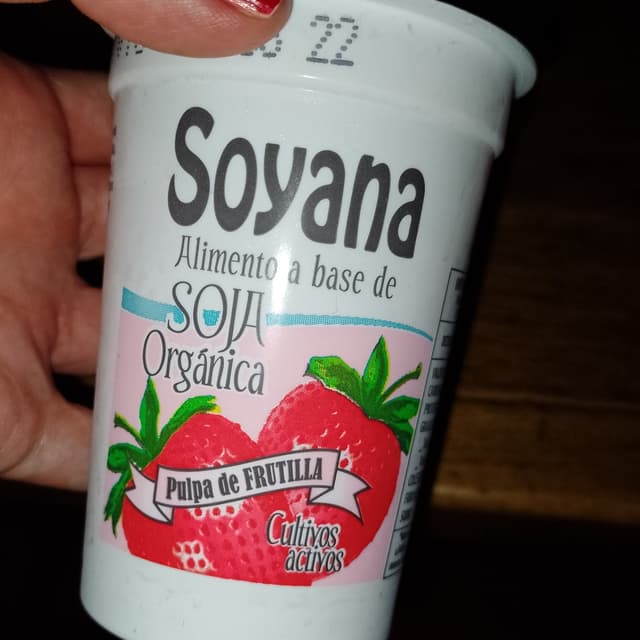 22
Soyana
Alimento a base de
SOJA
Orgánica
Pulpa de FRUTILLA
Cultivos
activos